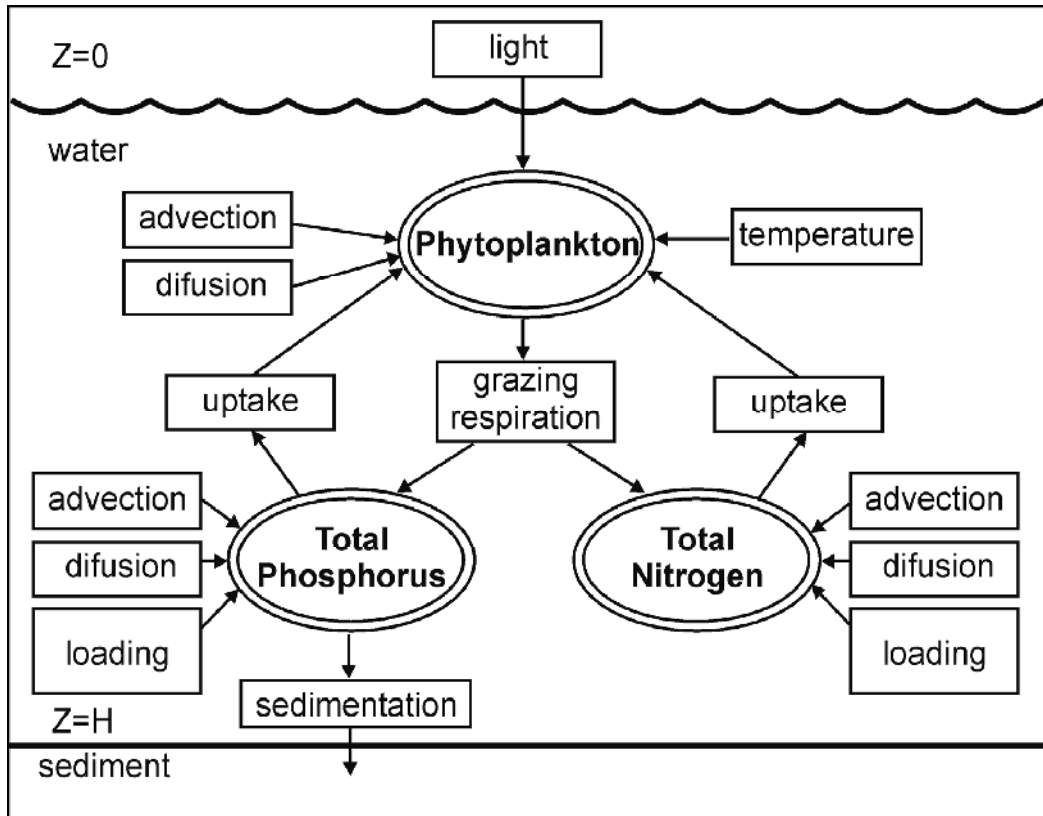 Z=0
light
water
advection
Phytoplankton
temperature
difusion
uptake
grazing
respiration
uptake
advection
Total
Phosphorus
Total
Nitrogen
advection
difusion
difusion
loading
loading
sedimentation
Z=H
sediment